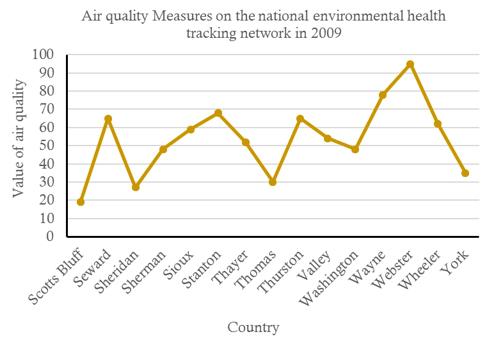 Air quality Measures on the national environmental health
tracking network in 2009
Value of air quality
100
90
80
70
60
50
40
30
20
10
0
Scotts Bluff
Seward
Sheridan
Sherman
Sioux
Stanton
Thayer
Thomas
Thurston
Valley
Washington
Wayne
Webster
Wheeler
York
Country